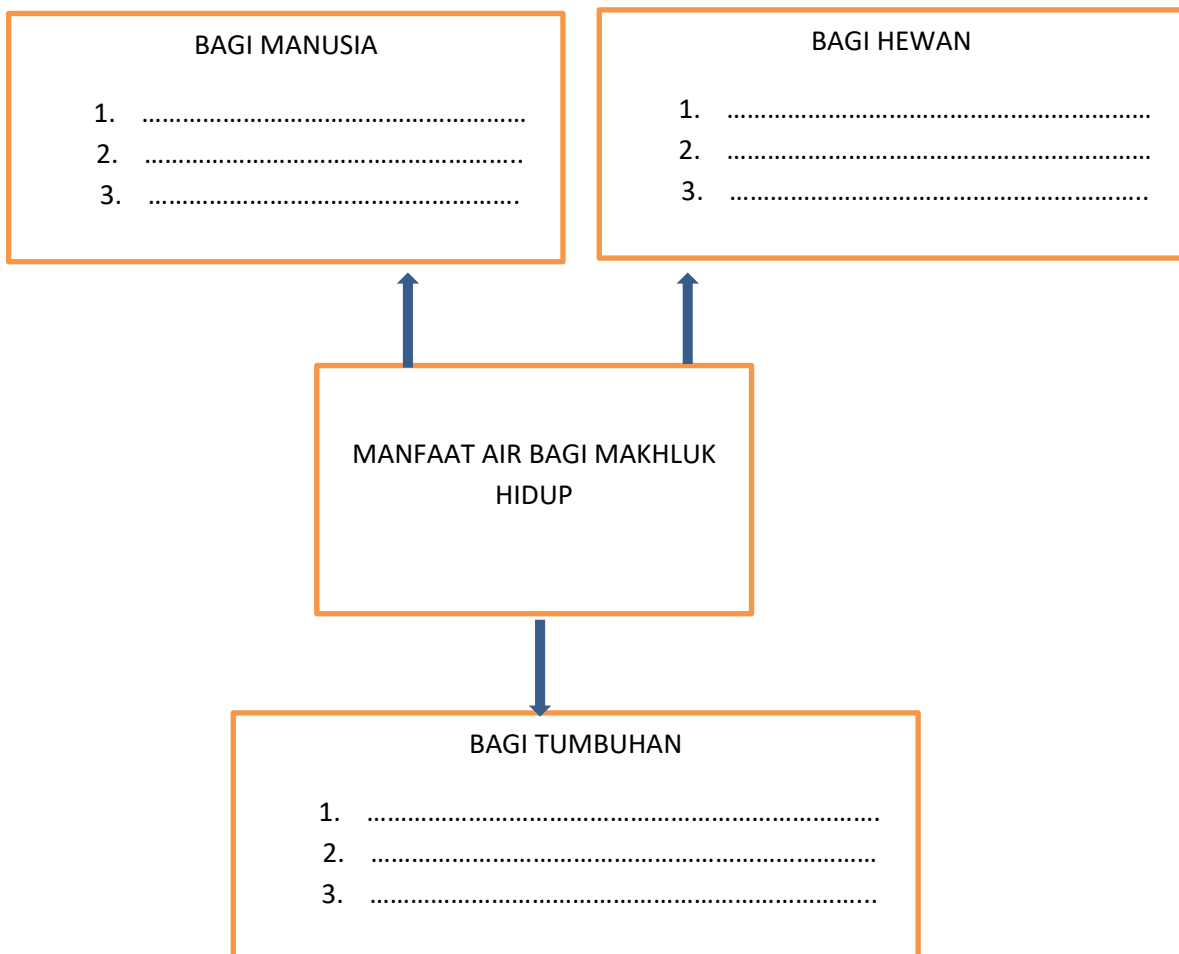 BAGI MANUSIA
1. …………………………………………………
2. ………………………………………………..
3. ……………………………………………….
BAGI HEWAN
1. ………………………………………………………
2. ………………………………………………………
3. ……………………………………………………..
MANFAAT AIR BAGI MAKHLUK
HIDUP
BAGI TUMBUHAN
1. ………………………………………………………………….
2. …………………………………………………………………
3. ………………………………………………………………...